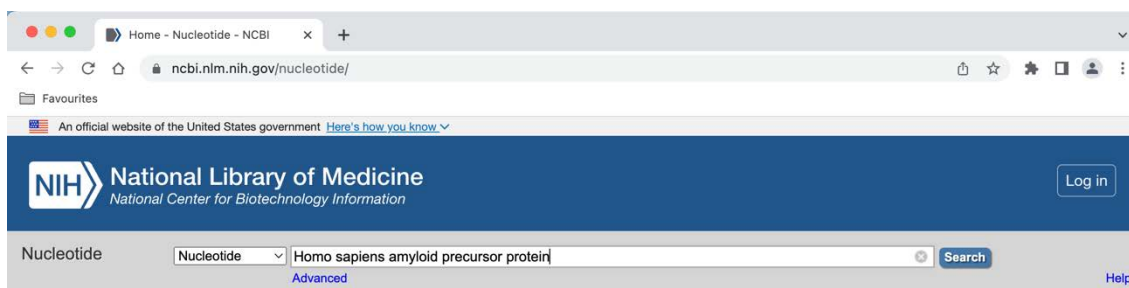 Home - Nucleotide - NCBI
ncbi.nlm.nih.gov/nucleotide/
Favourites
An official website of the United States government Here's how you know
NIH National Library of Medicine
National Center for Biotechnology Information
Log in
Nucleotide Nucleotide Homo sapiens amyloid precursor protein Search
Advanced Help